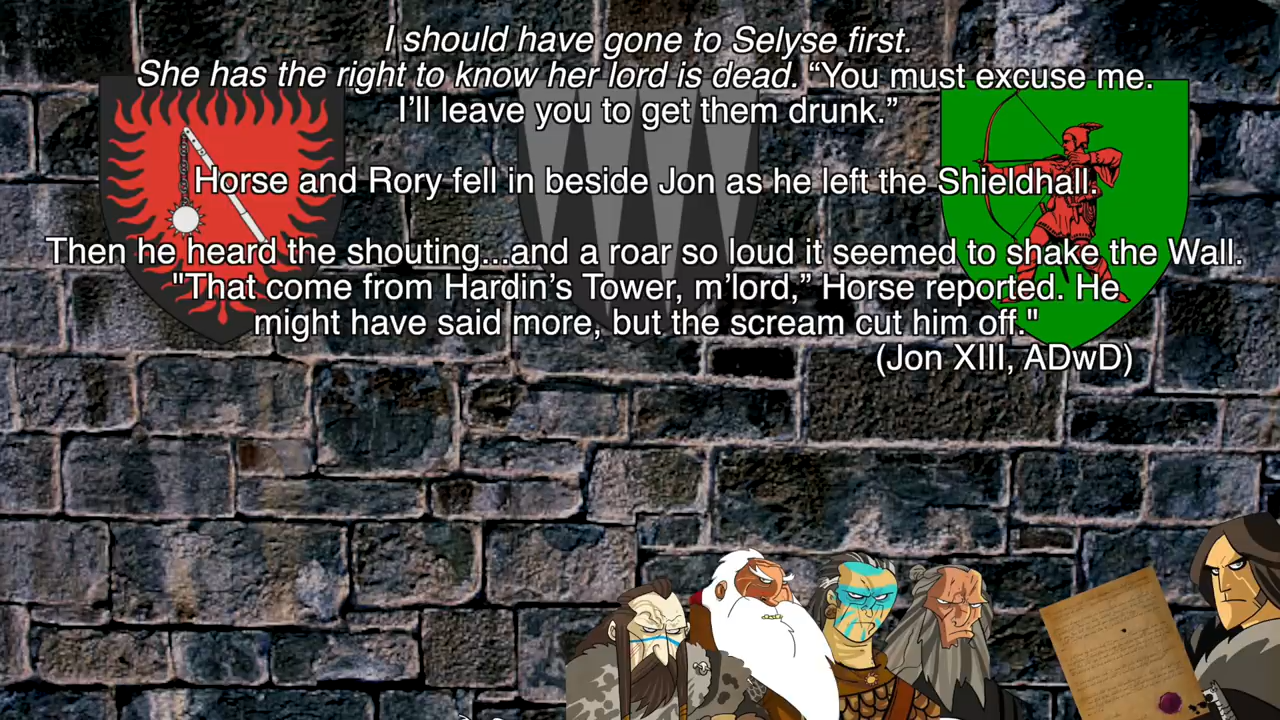 I should have gone to Selyse first.
She has the right to know her lord is dead. “You must excuse me.
I’ll leave you to get them drunk.”
Horse and Rory fell in beside Jon as he left the Shieldhall.
Then he heard the shouting...and a roar so loud it seemed to shake the Wall.
"That come from Hardin’s Tower, m’lord,” Horse reported. He
might have said more, but the scream cut him off."
(Jon XIII, ADwD)